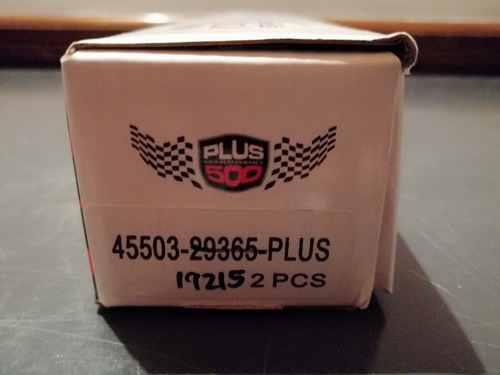 PLUS
HIGH PERFORMANCE
500
45503-29365-PLUS
19215 2 PCS